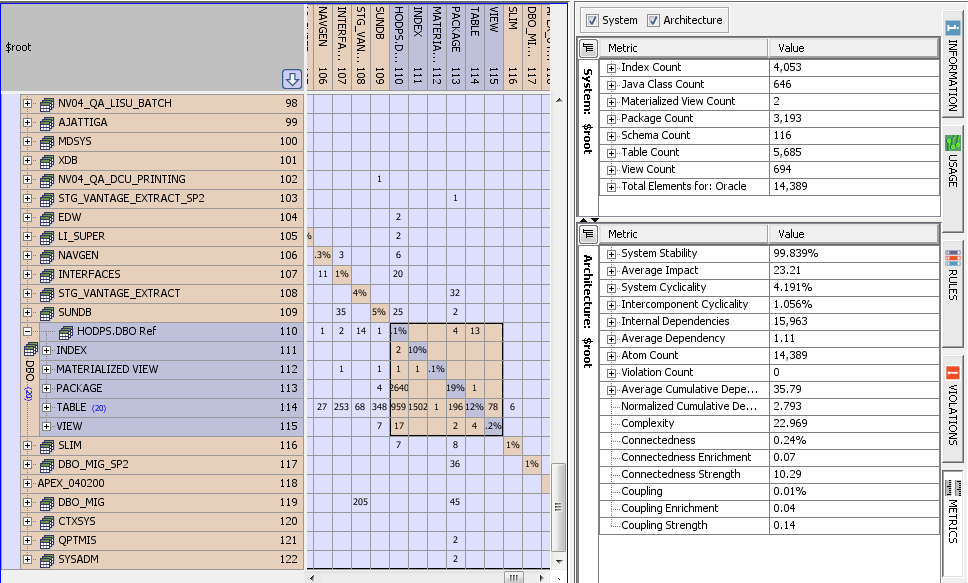 $root
NAVGEN 106
INTERFA... 107
STG_VAN... 108
SUNDB 109
HODPS.D... 110
INDEX 111
MATERIA... 112
PACKAGE 113
TABLE 114
VIEW 115
SLIM 116
DBO_MI... 117
NV04_QA_LISU_BATCH 98
AJATTIGA 99
MDSYS 100
XDB 101
NV04_QA_DCU_PRINTING 102 1
STG_VANTAGE_EXTRACT_SP2 103 1
EDW 104 2
LI_SUPER 105 % 2
NAVGEN 106 .3% 3 6
INTERFACES 107 11 1% 20
STG_VANTAGE_EXTRACT 108 4% 32
SUNDB 109 35 5% 25 2
HODPS.DBO Ref 110 1 2 14 1 .1% 4 13
INDEX 111 2 10%
MATERIALIZED VIEW 112 1 1 1 1 .1%
PACKAGE 113 4 2640 19% 1
TABLE (20) 114 27 253 68 348 959 1502 1 196 12% 78 6
VIEW 115 7 17 2 4 .2%
DBO (20)
SLIM 116 7 8 1%
DBO_MIG_SP2 117 36 1%
APEX_040200 118
DBO_MIG 119 205 45
CTXSYS 120
QPTMIS 121 2
SYSADM 122 2
System Architecture
System: $root
Metric Value
Index Count 4,053
Java Class Count 646
Materialized View Count 2
Package Count 3,193
Schema Count 116
Table Count 5,685
View Count 694
Total Elements for: Oracle 14,389
Architecture: $root
Metric Value
System Stability 99.839%
Average Impact 23.21
System Cyclicality 4.191%
Intercomponent Cyclicality 1.056%
Internal Dependencies 15,963
Average Dependency 1.11
Atom Count 14,389
Violation Count 0
Average Cumulative Depe... 35.79
Normalized Cumulative De... 2.793
Complexity 22.969
Connectedness 0.24%
Connectedness Enrichment 0.07
Connectedness Strength 10.29
Coupling 0.01%
Coupling Enrichment 0.04
Coupling Strength 0.14
INFORMATION
USAGE
RULES
VIOLATIONS
METRICS